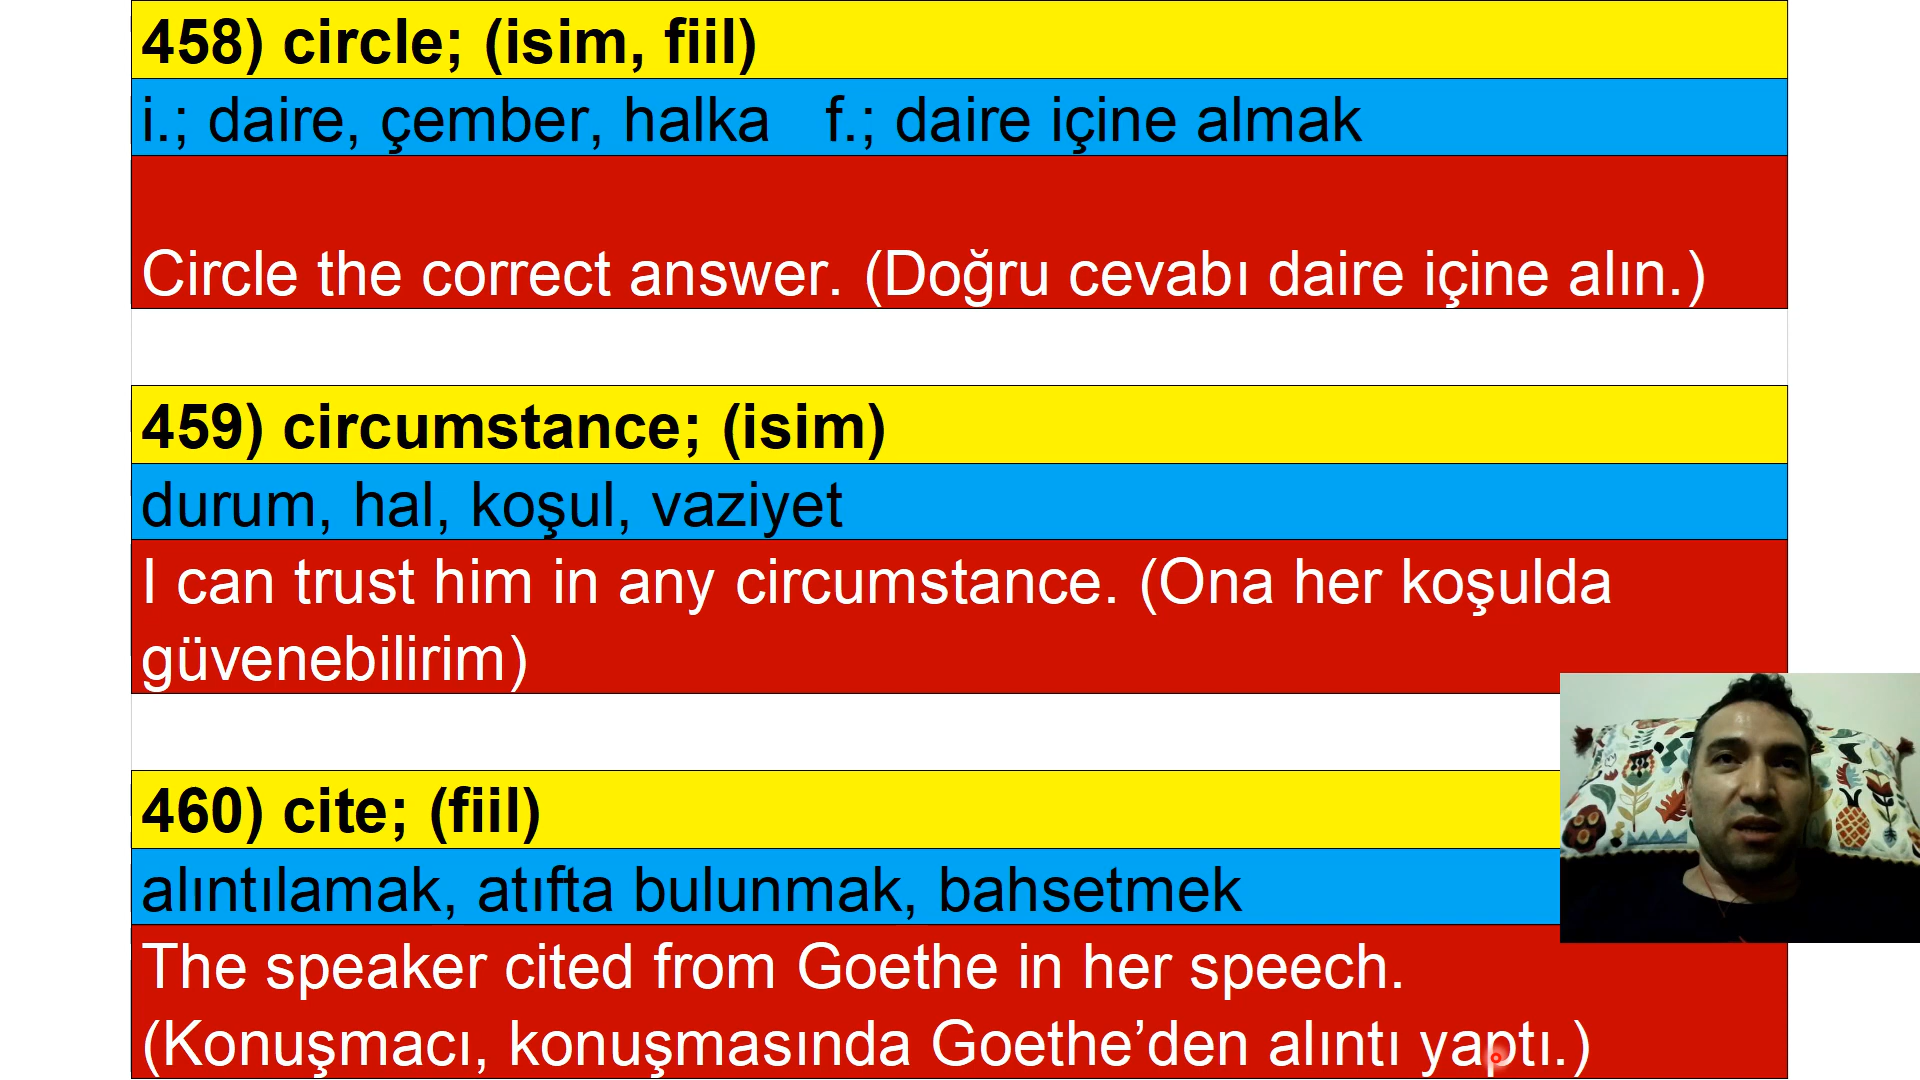 458) circle; (isim, fiil)
i.; daire, çember, halka f.; daire içine almak
Circle the correct answer. (Doğru cevabı daire içine alın.)
459) circumstance; (isim)
durum, hal, koşul, vaziyet
I can trust him in any circumstance. (Ona her koşulda
güvenebilirim)
460) cite; (fiil)
alıntılamak, atıfta bulunmak, bahsetmek
The speaker cited from Goethe in her speech.
(Konuşmacı, konuşmasında Goethe’den alıntı yaptı.)